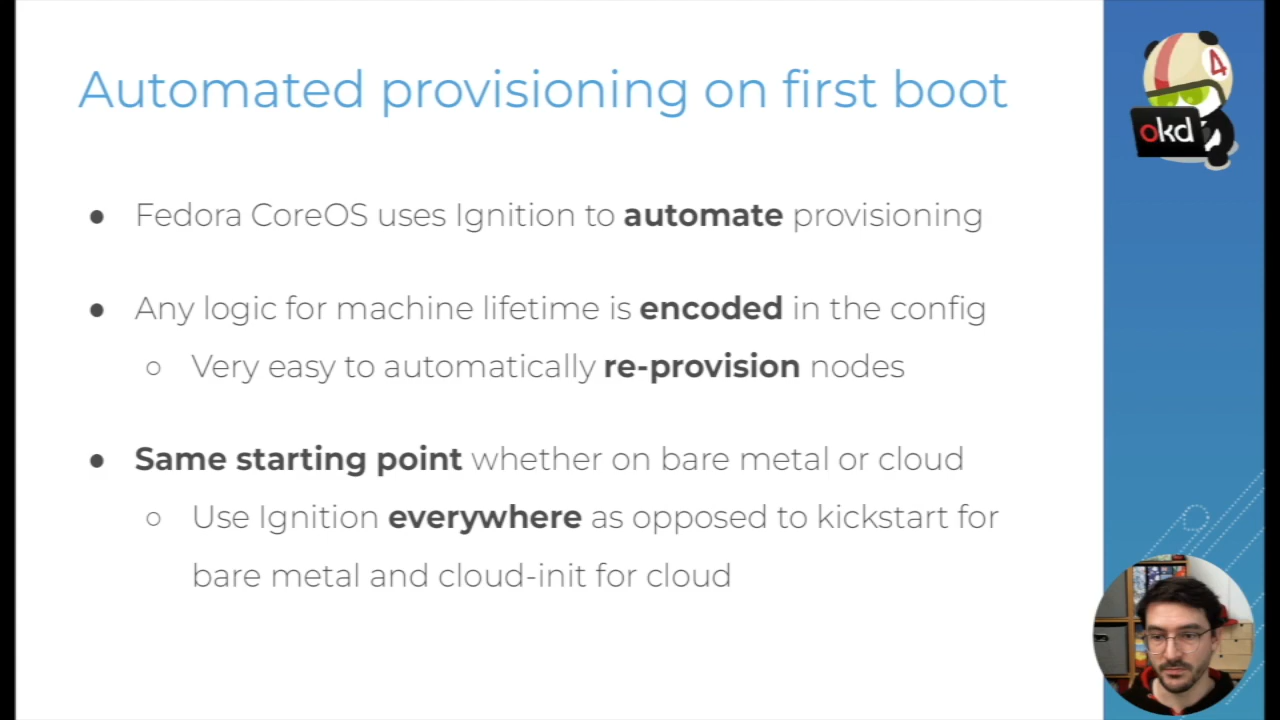 Automated provisioning on first boot
4
okd
● Fedora CoreOS uses Ignition to automate provisioning
● Any logic for machine lifetime is encoded in the config
○ Very easy to automatically re-provision nodes
● Same starting point whether on bare metal or cloud
○ Use Ignition everywhere as opposed to kickstart for
bare metal and cloud-init for cloud